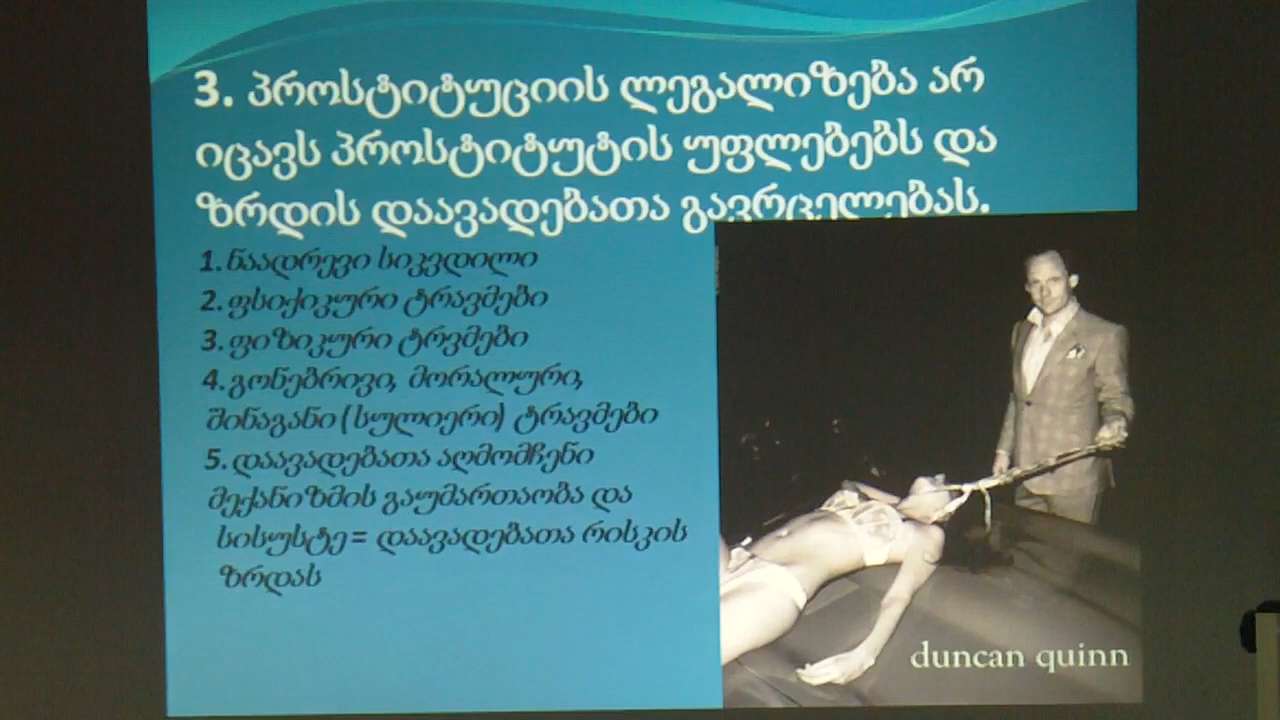 3. პროსტიტუციის ლეგალიზება არ
იცავს პროსტიტუტის უფლებებს და
ზრდის დაავადებათა გავრცელებას.
1. ნაადრევი სიკვდილი
2. ფსიქიკური ტრავმები
3. ფიზიკური ტრვმები
4. გონებრივი, მორალური,
შინაგანი (სულიერი) ტრავმები
5. დაავადებათა აღმომჩენი
მექანიზმის გაუმართაობა და
სისუსტე = დაავადებათა რისკის
ზრდას
duncan quinn